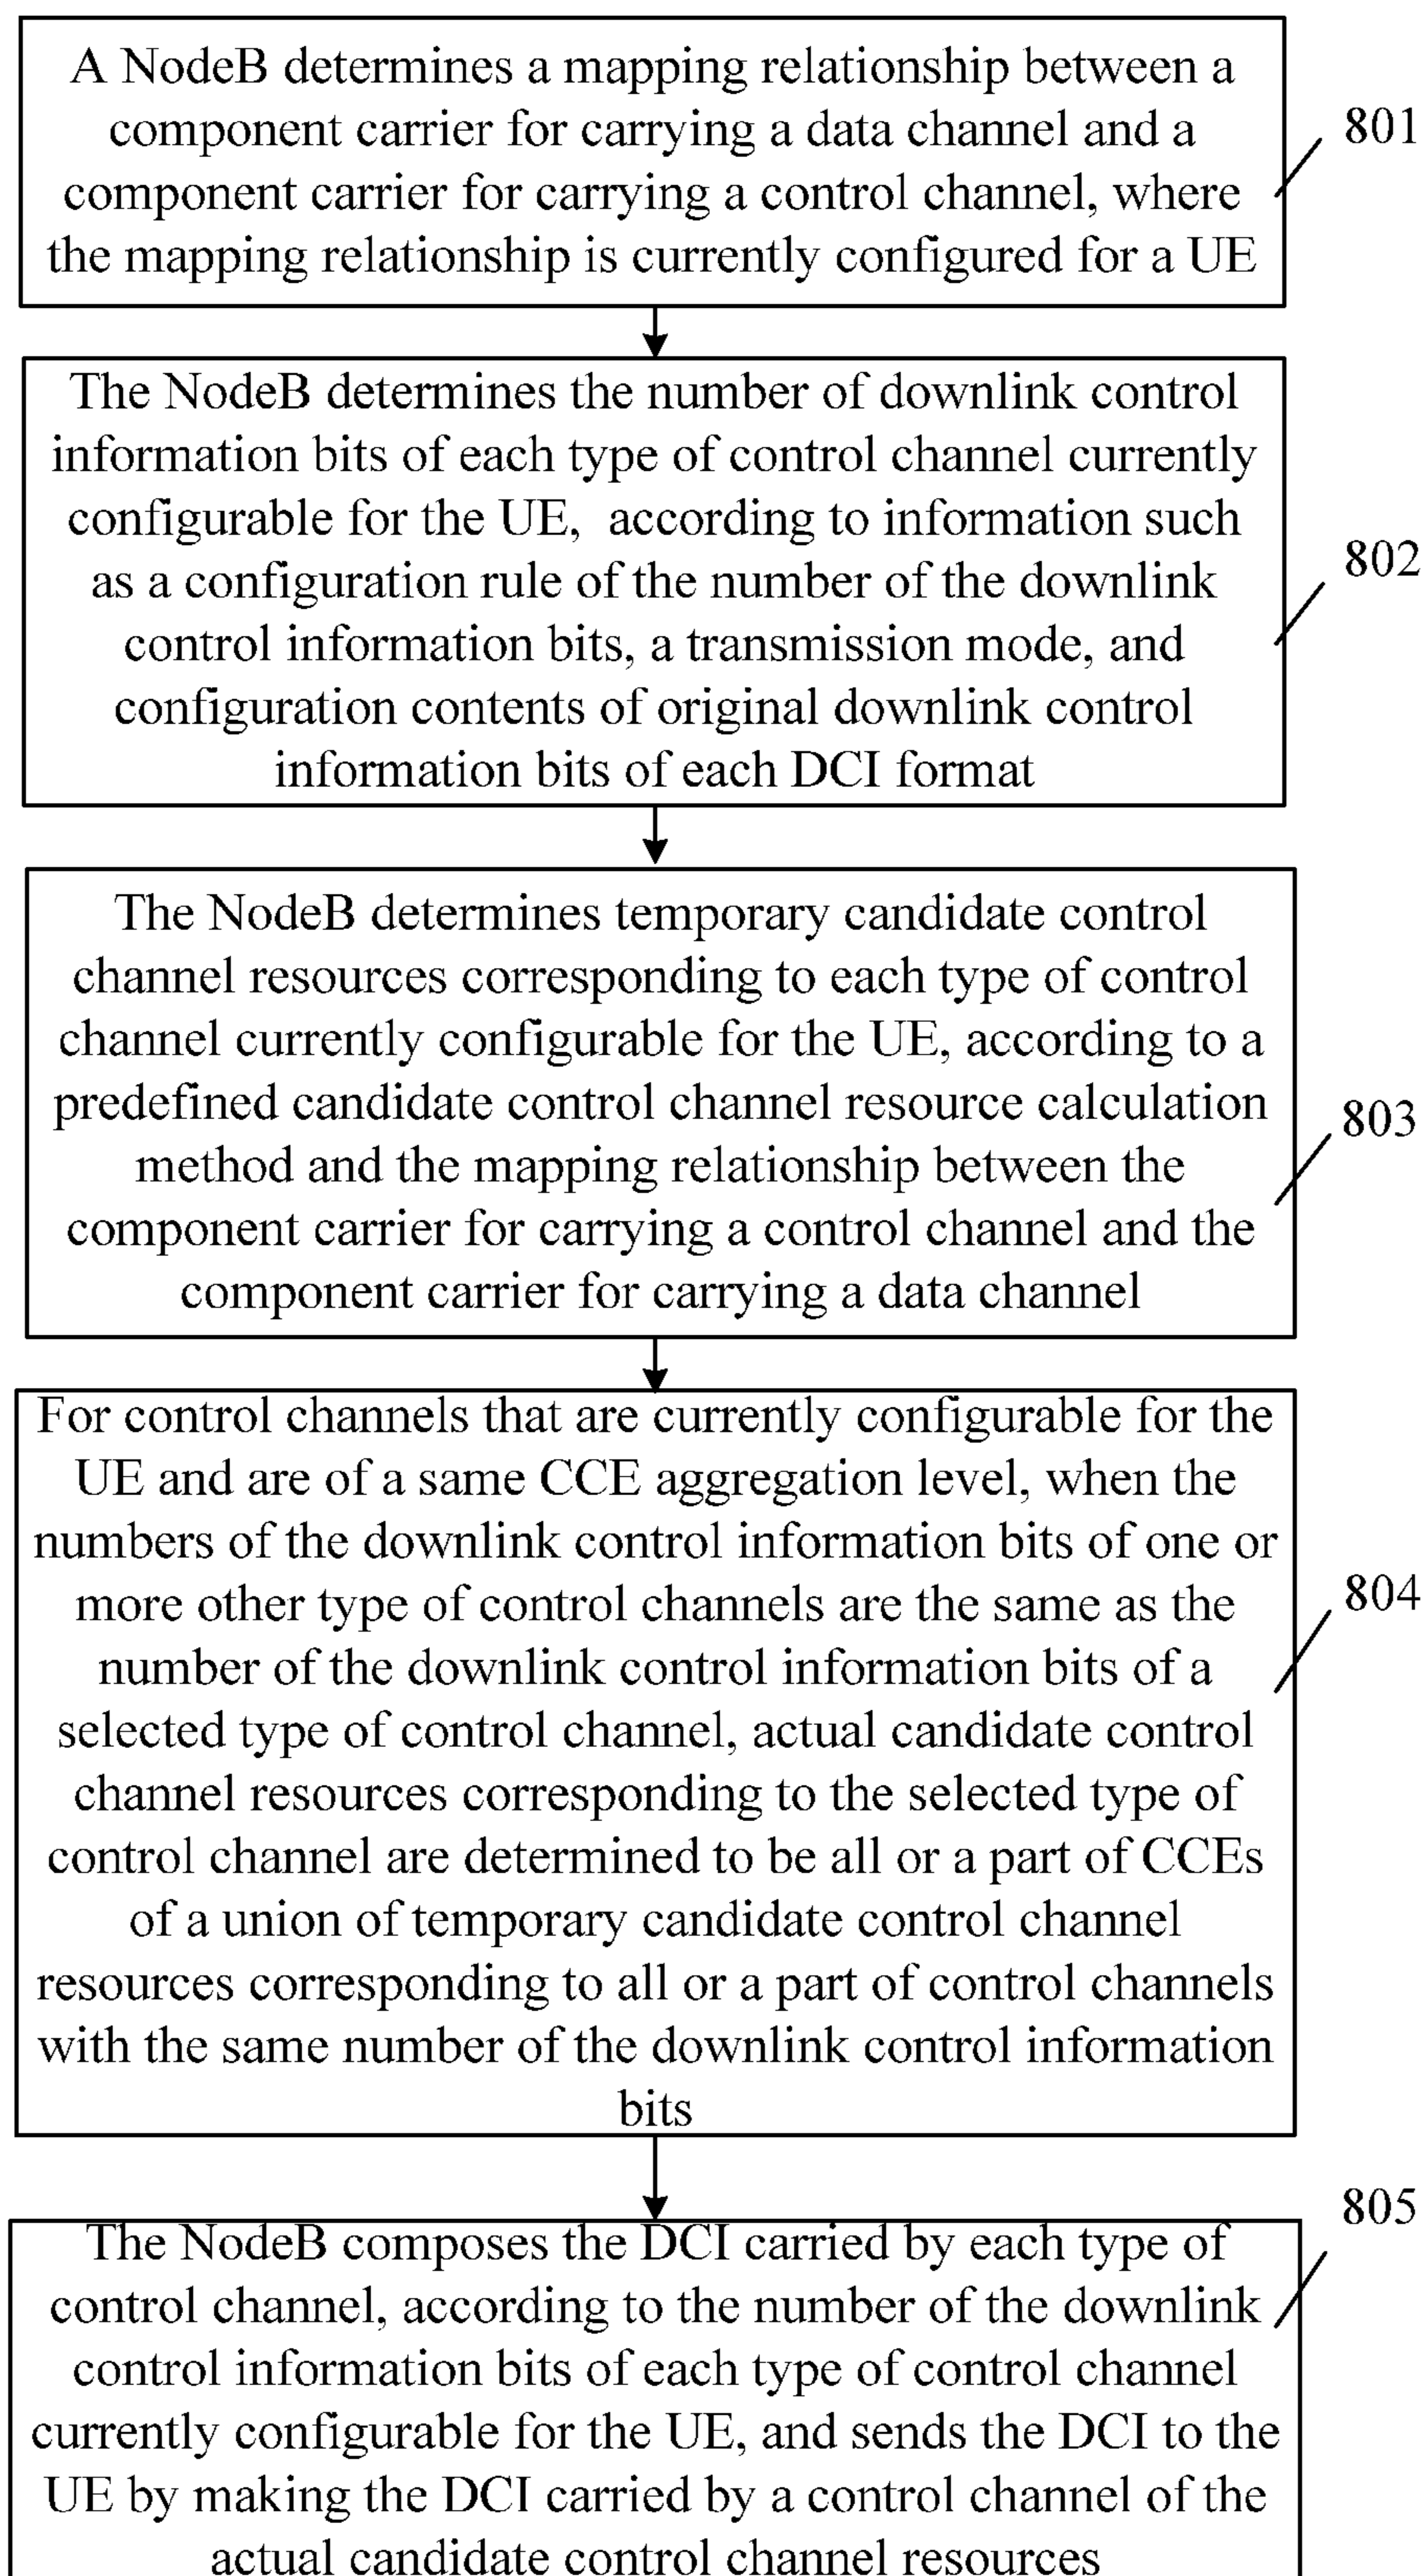 A NodeB determines a mapping relationship between a
component carrier for carrying a data channel and a
component carrier for carrying a control channel, where
the mapping relationship is currently configured for a UE
801
The NodeB determines the number of downlink control
information bits of each type of control channel currently
configurable for the UE, according to information such
as a configuration rule of the number of the downlink
control information bits, a transmission mode, and
configuration contents of original downlink control
information bits of each DCI format
802
The NodeB determines temporary candidate control
channel resources corresponding to each type of control
channel currently configurable for the UE, according to a
predefined candidate control channel resource calculation
method and the mapping relationship between the
component carrier for carrying a control channel and the
component carrier for carrying a data channel
803
For control channels that are currently configurable for the
UE and are of a same CCE aggregation level, when the
numbers of the downlink control information bits of one or
more other type of control channels are the same as the
number of the downlink control information bits of a
selected type of control channel, actual candidate control
channel resources corresponding to the selected type of
control channel are determined to be all or a part of CCEs
of a union of temporary candidate control channel
resources corresponding to all or a part of control channels
with the same number of the downlink control information
bits
804
The NodeB composes the DCI carried by each type of
control channel, according to the number of the downlink
control information bits of each type of control channel
currently configurable for the UE, and sends the DCI to the
UE by making the DCI carried by a control channel of the
actual candidate control channel resources
805